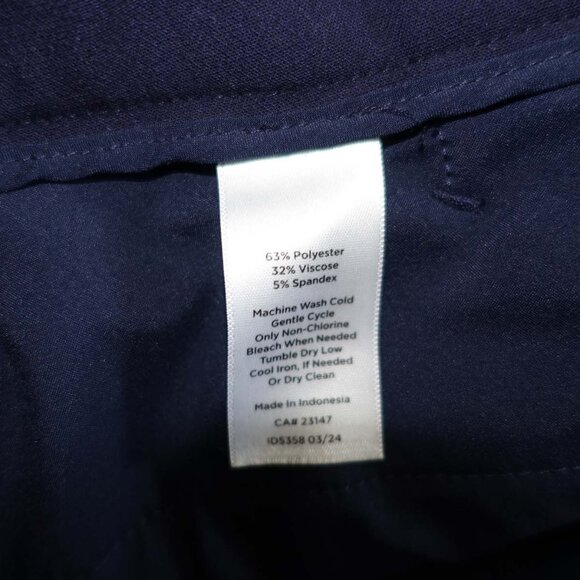 63% Polyester
32% Viscose
5% Spandex
Machine Wash Cold
Gentle Cycle
Only Non-Chlorine
Bleach When Needed
Tumble Dry Low
Cool Iron, If Needed
Or Dry Clean
Made in Indonesia
CA# 23147
IDS358 03/24